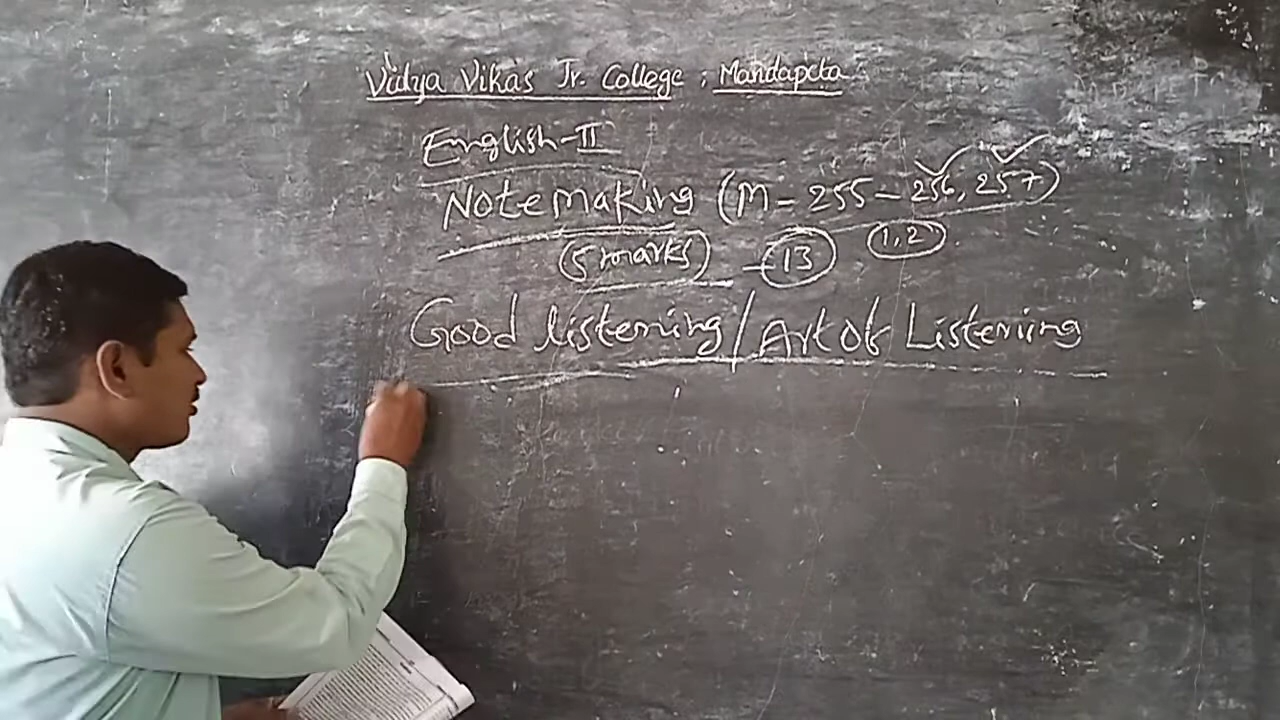 Vidya Vikas Jr. College ; Mandapeta
English-II
Notemaking (M - 255 - 256, 257)
(5 marks) - 13 1, 2
Good listening / Art of Listening